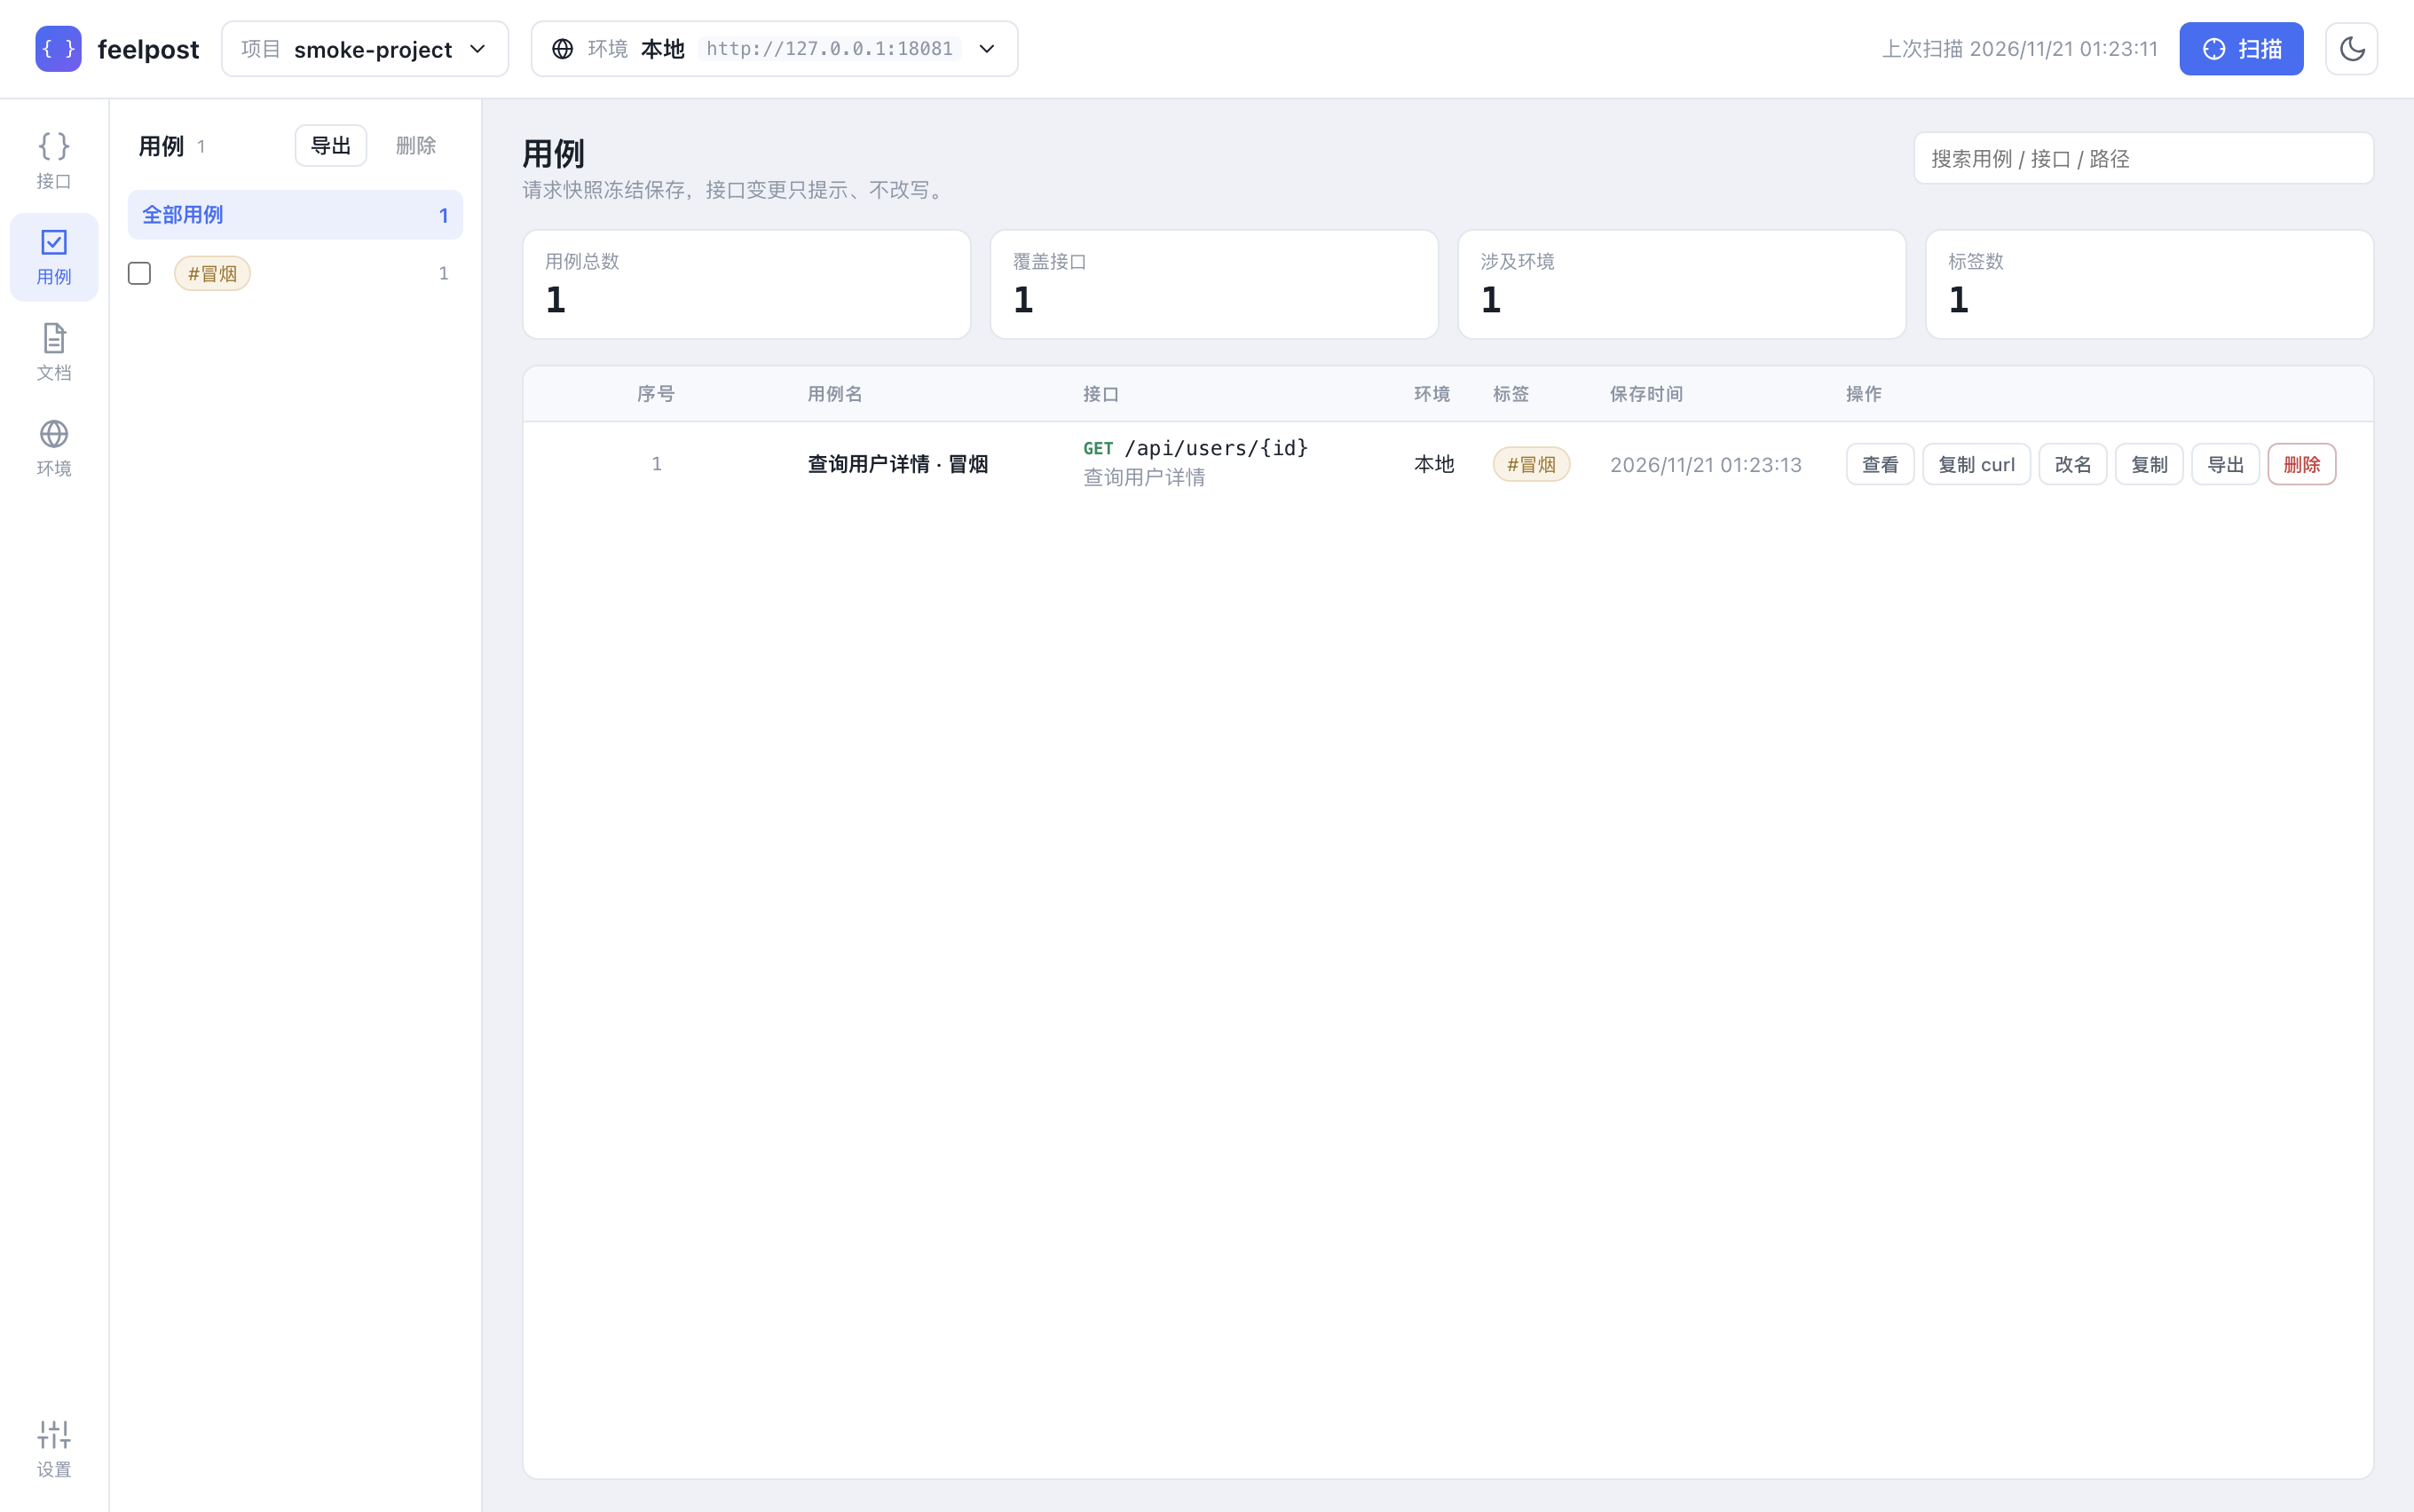 { } feelpost 项目 smoke-project 环境 本地 http://127.0.0.1:18081 上次扫描 2026/11/21 01:23:11 扫描
接口
用例
文档
环境
设置
用例 1 导出 删除
全部用例 1
#冒烟 1
用例
请求快照冻结保存，接口变更只提示、不改写。
搜索用例 / 接口 / 路径
用例总数
1
覆盖接口
1
涉及环境
1
标签数
1
序号 用例名 接口 环境 标签 保存时间 操作
1 查询用户详情 · 冒烟 GET /api/users/{id} 本地 #冒烟 2026/11/21 01:23:13 查看 复制 curl 改名 复制 导出 删除
查询用户详情